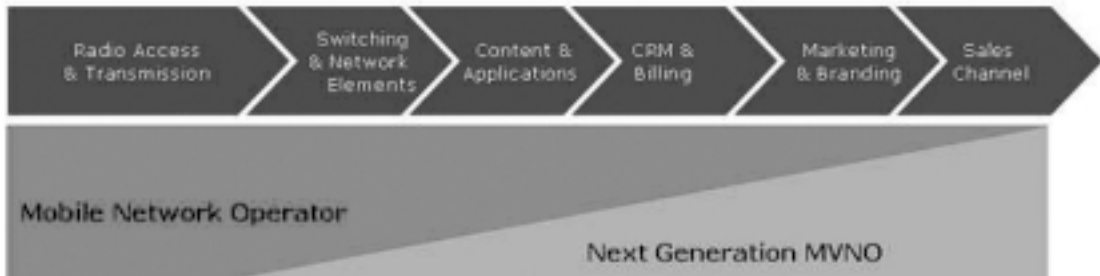 Radio Access
& Transmission
Switching
& Network
Elements
Content &
Applications
CRM &
Billing
Marketing
& Branding
Sales
Channel
Mobile Network Operator
Next Generation MVNO